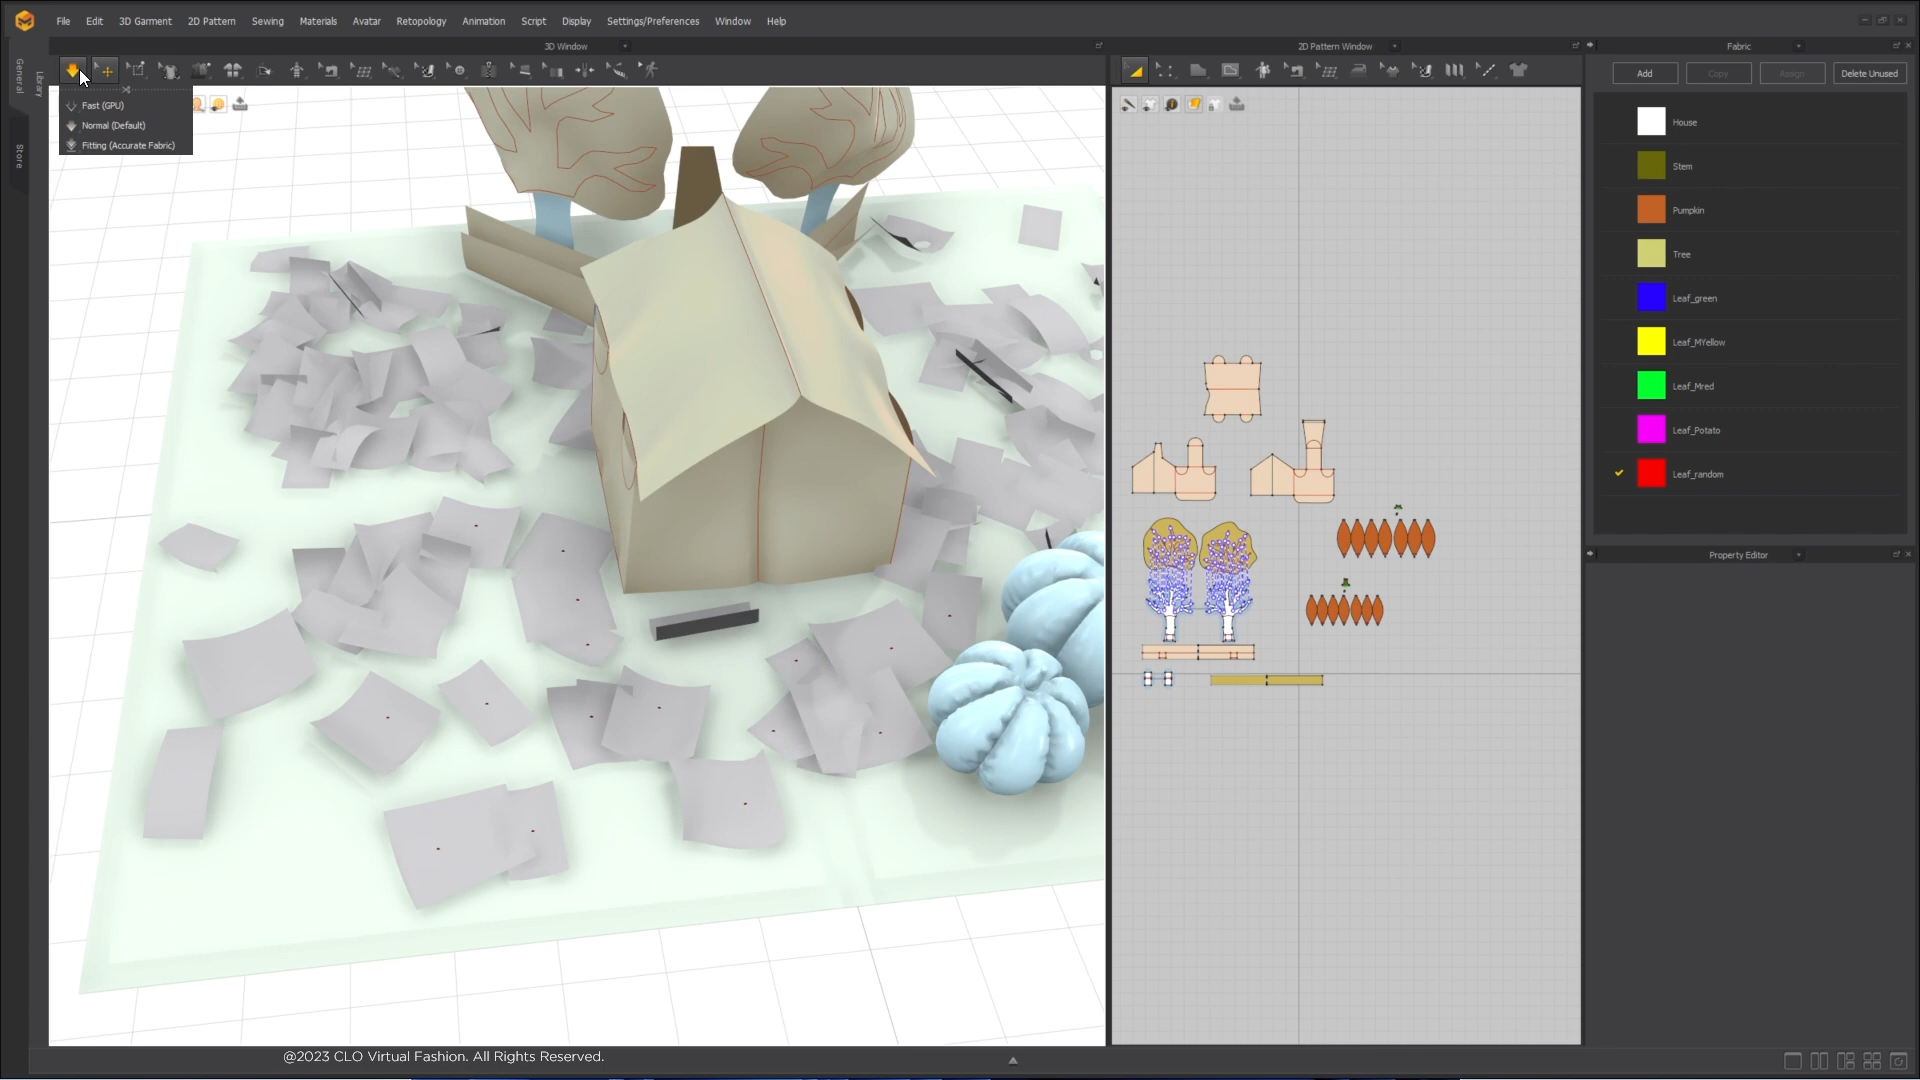 File Edit 3D Garment 2D Pattern Sewing Materials Avatar Retopology Animation Script Display Settings/Preferences Window Help
3D Window
2D Pattern Window
Fabric
General
Library
Store
Fast (GPU)
Normal (Default)
Fitting (Accurate Fabric)
Add Copy Assign Delete Unused
House
Stem
Pumpkin
Tree
Leaf_green
Leaf_MYellow
Leaf_Mred
Leaf_Potato
Leaf_random
Property Editor
@2023 CLO Virtual Fashion. All Rights Reserved.